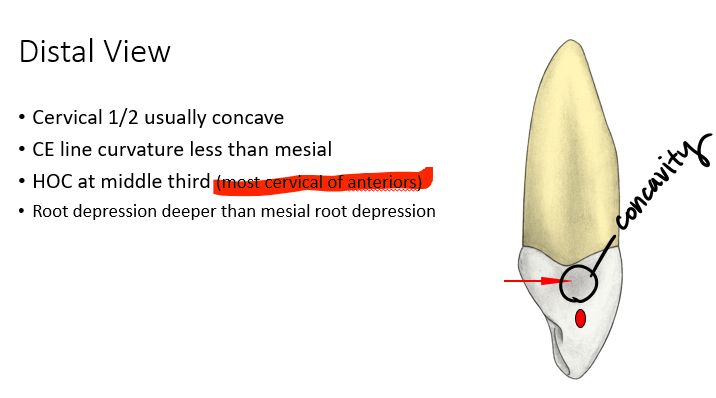 Distal View
• Cervical 1/2 usually concave
• CE line curvature less than mesial
• HOC at middle third (most cervical of anteriors)
• Root depression deeper than mesial root depression
concavity